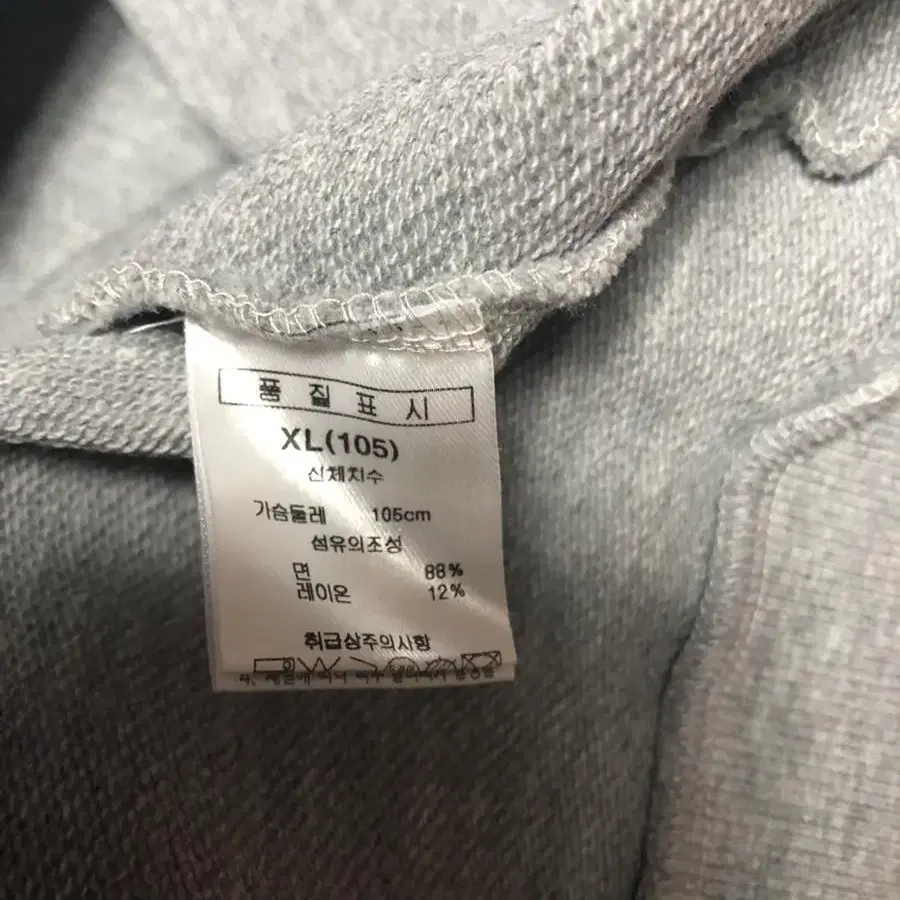 품질표시
XL(105)
신체치수
가슴둘레 105cm
섬유의조성
면 88%
레이온 12%
취급상주의사항